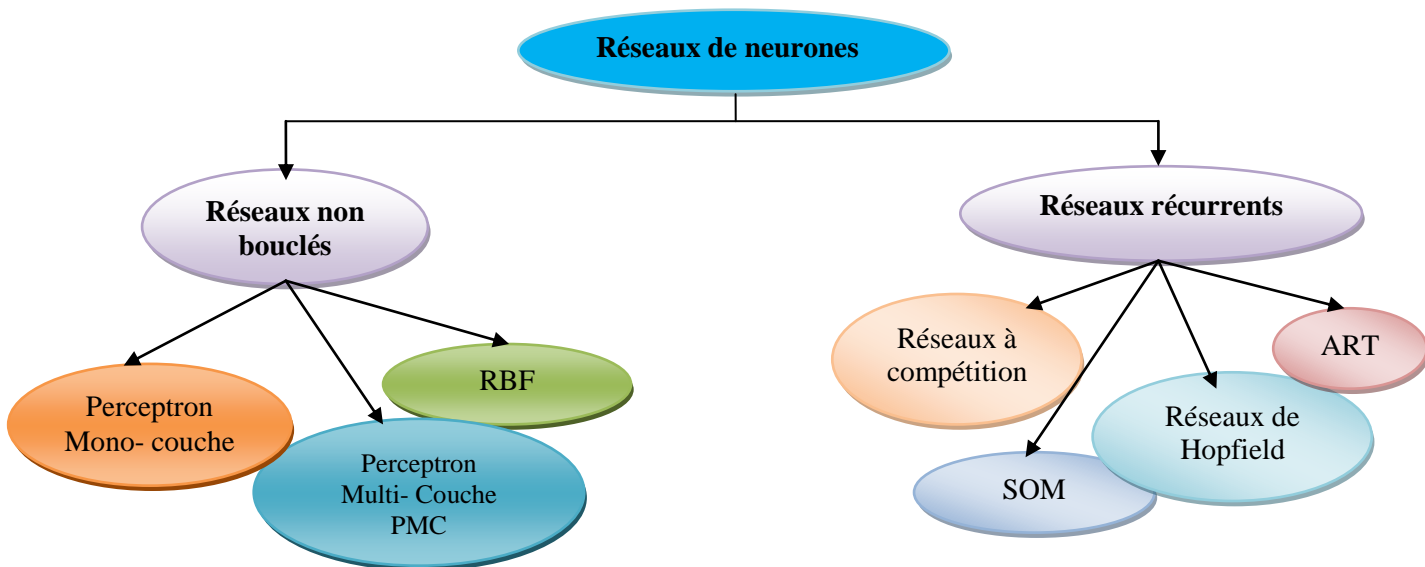 Réseaux de neurones
Réseaux non
bouclés
Réseaux récurrents
Perceptron
Mono- couche
RBF
Perceptron
Multi- Couche
PMC
Réseaux à
compétition
SOM
Réseaux de
Hopfield
ART